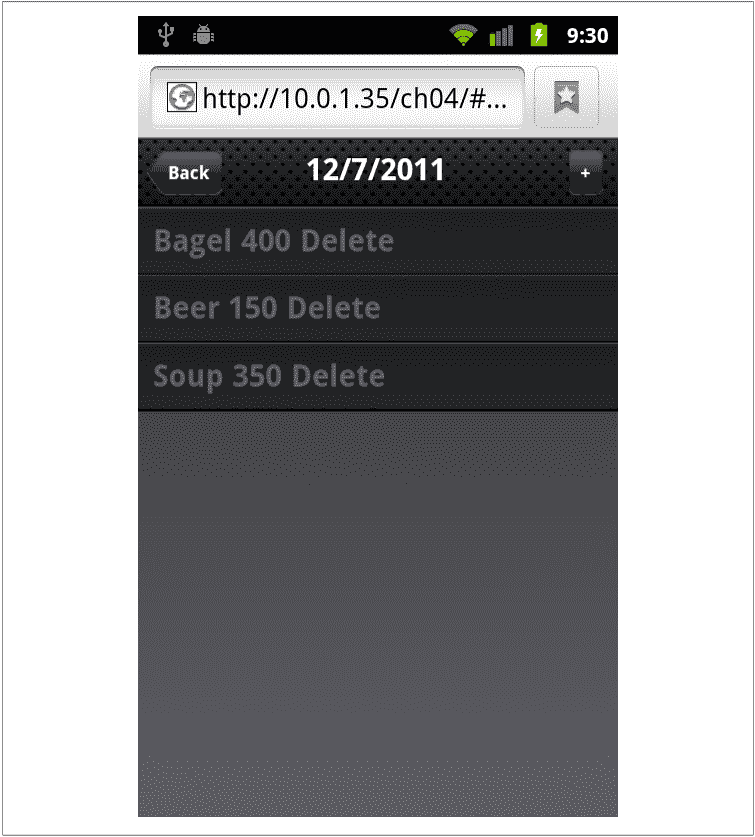 9:30
http://10.0.1.35/ch04/#...
Back 12/7/2011 +
Bagel 400 Delete
Beer 150 Delete
Soup 350 Delete